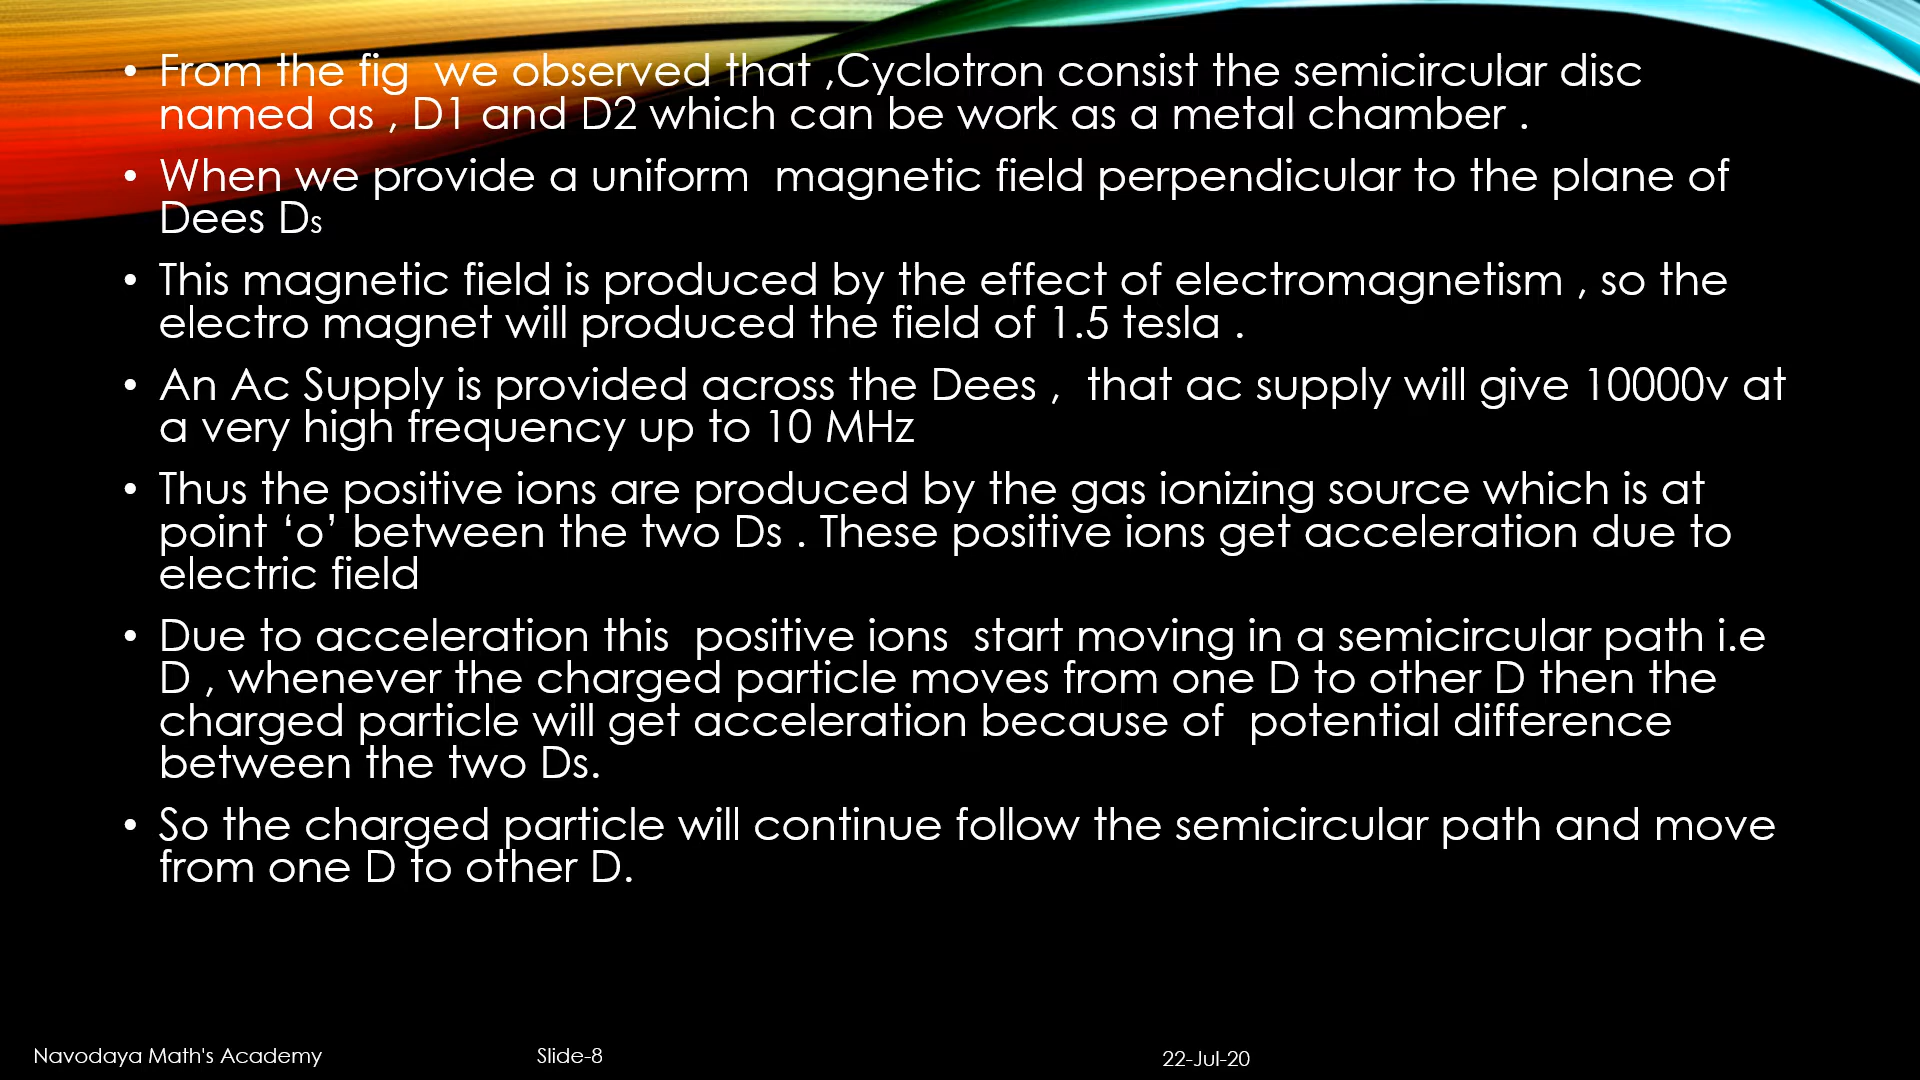 • From the fig  we observed that ,Cyclotron consist the semicircular disc
named as , D1 and D2 which can be work as a metal chamber .
• When we provide a uniform  magnetic field perpendicular to the plane of
Dees Ds
• This magnetic field is produced by the effect of electromagnetism , so the
electro magnet will produced the field of 1.5 tesla .
• An Ac Supply is provided across the Dees ,  that ac supply will give 10000v at
a very high frequency up to 10 MHz
• Thus the positive ions are produced by the gas ionizing source which is at
point ‘o’ between the two Ds . These positive ions get acceleration due to
electric field
• Due to acceleration this  positive ions  start moving in a semicircular path i.e
D , whenever the charged particle moves from one D to other D then the
charged particle will get acceleration because of  potential difference
between the two Ds.
• So the charged particle will continue follow the semicircular path and move
from one D to other D.
Navodaya Math's Academy
Slide-8
22-Jul-20